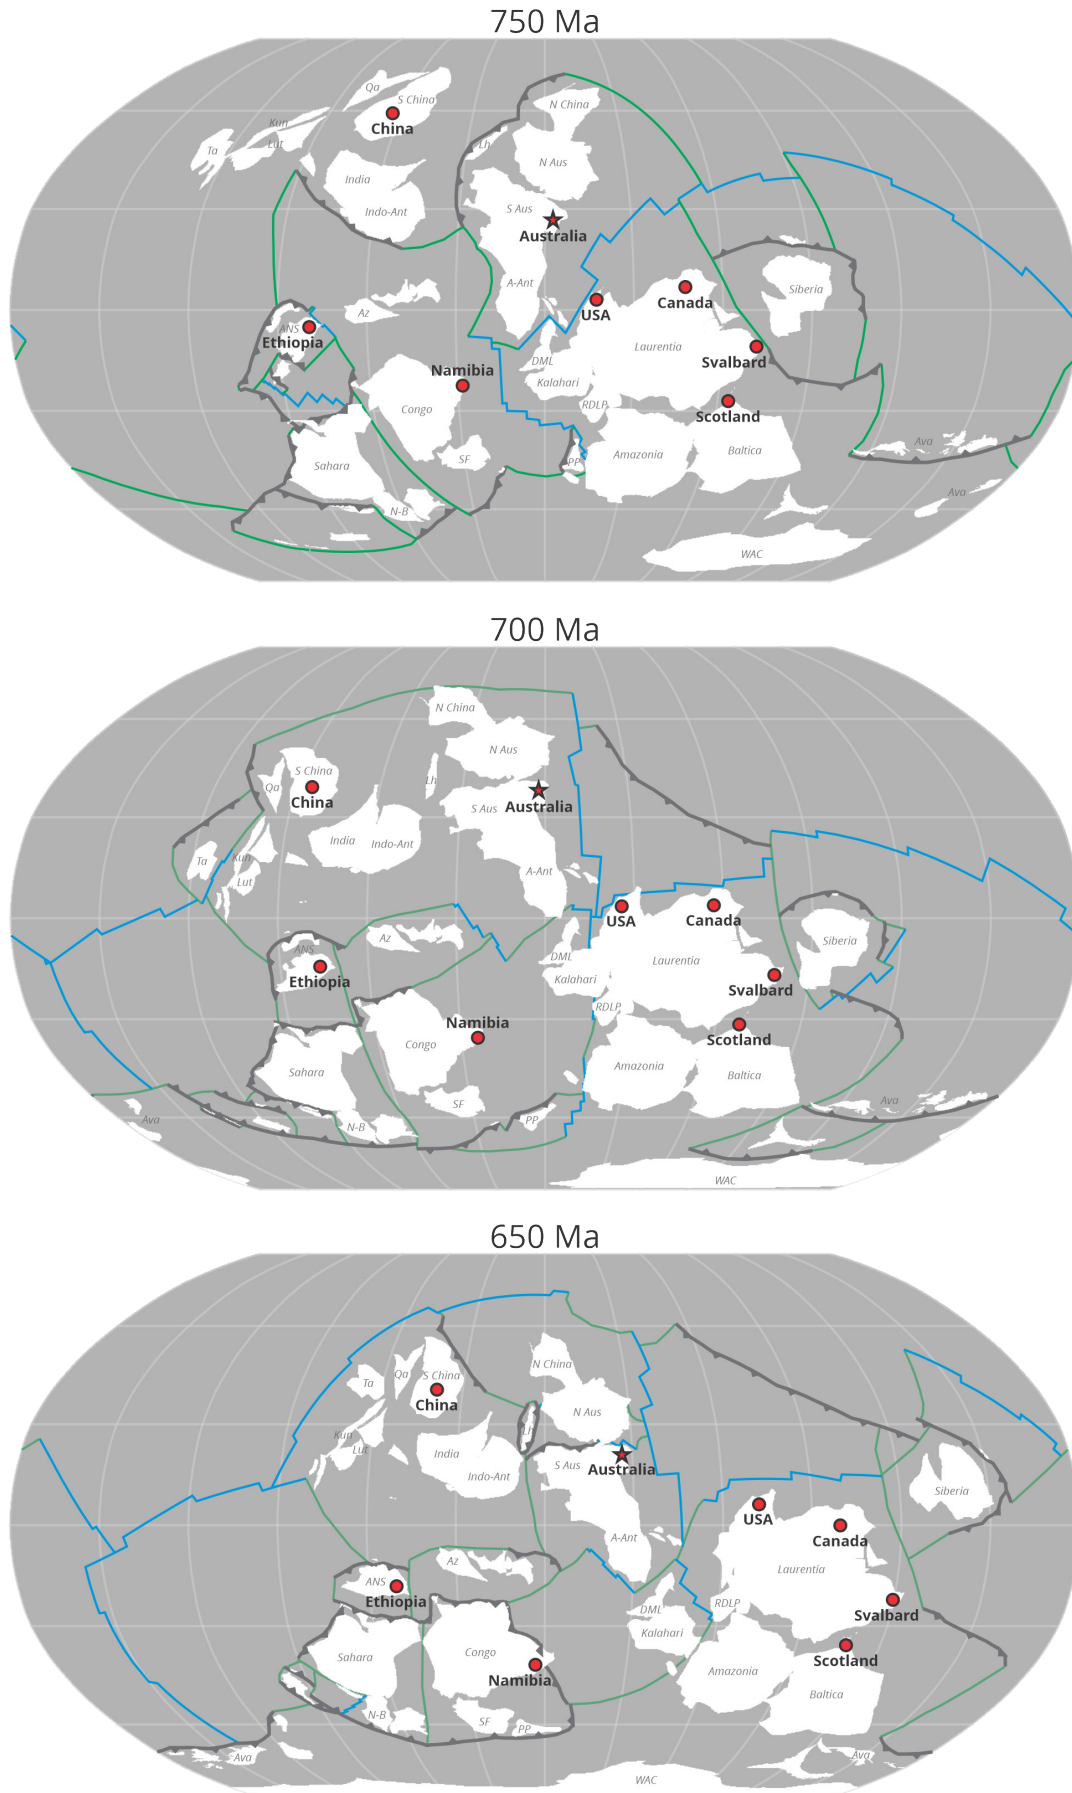 750 Ma
Qa
S China
China
N China
Kun
Lut
Ta
Lh
N Aus
India
Indo-Ant
S Aus
Australia
A-Ant
Siberia
Canada
USA
Az
ANS
Ethiopia
Laurentia
Svalbard
DML
Namibia
Kalahari
Congo
RDLP
Scotland
Ava
Sahara
SF
PP
Amazonia
Baltica
Ava
N-B
WAC
700 Ma
N China
N Aus
S China
Qa
China
Lh
S Aus
Australia
India
Indo-Ant
Ta
Kun
Lut
A-Ant
USA
Canada
Az
ANS
Siberia
DML
Laurentia
Ethiopia
Kalahari
Svalbard
RDLP
Namibia
Congo
Scotland
Sahara
Amazonia
Baltica
SF
Ava
Ava
N-B
PP
WAC
650 Ma
N China
Qa
S China
Ta
China
N Aus
Lh
Kun
Lut
India
Indo-Ant
S Aus
Australia
Siberia
USA
A-Ant
Canada
Az
Laurentia
ANS
Ethiopia
DML
RDLP
Svalbard
Kalahari
Sahara
Congo
Scotland
Namibia
Amazonia
Baltica
N-B
SF
PP
Ava
Ava
WAC